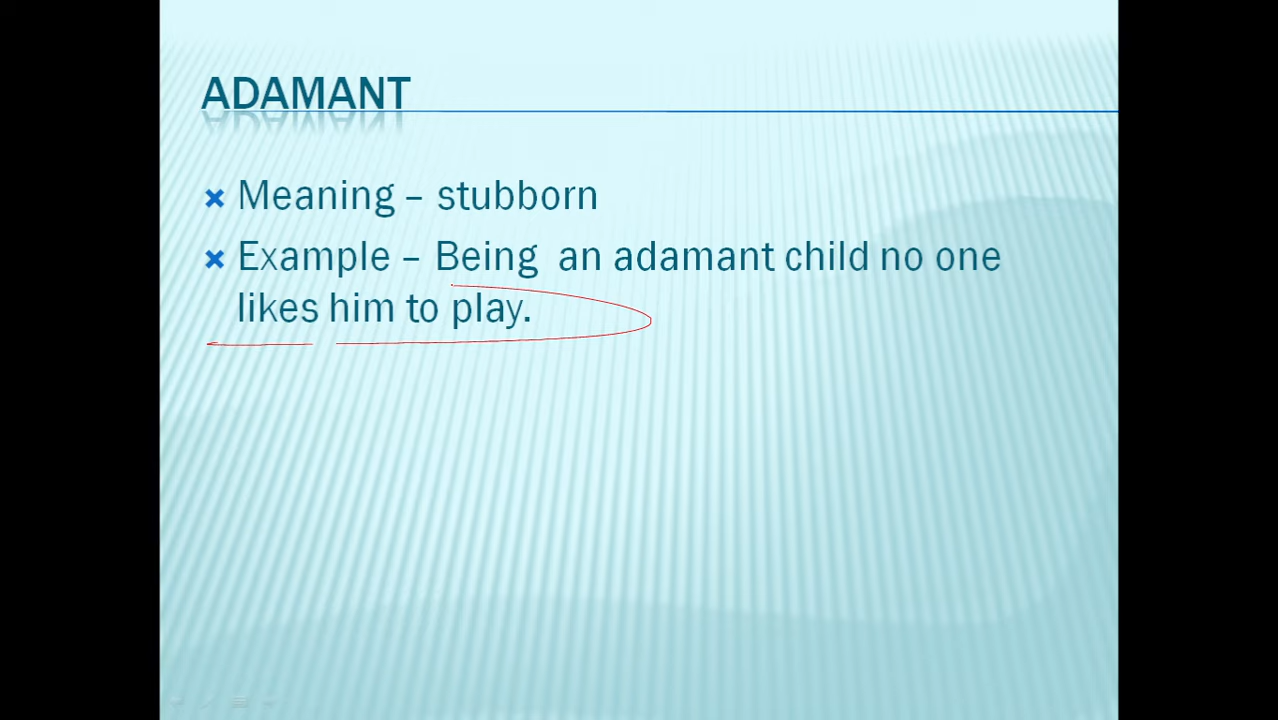 ADAMANT
Meaning – stubborn
Example – Being an adamant child no one
likes him to play.